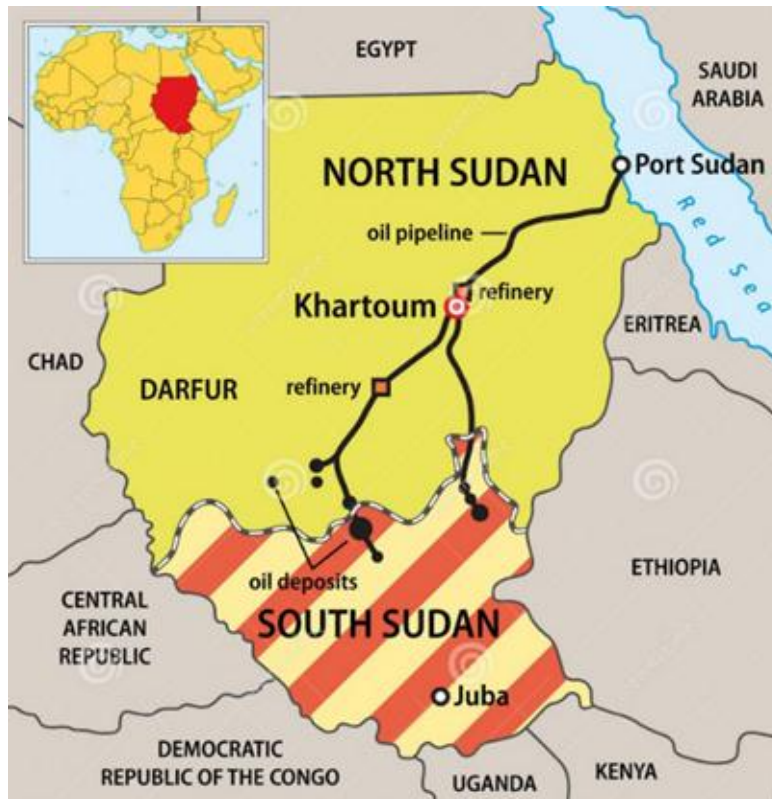 EGYPT
SAUDI
ARABIA
NORTH SUDAN
Port Sudan
oil pipeline
Red Sea
refinery
Khartoum
ERITREA
CHAD
DARFUR
refinery
oil deposits
ETHIOPIA
CENTRAL
AFRICAN
REPUBLIC
SOUTH SUDAN
Juba
DEMOCRATIC
REPUBLIC OF THE CONGO
UGANDA
KENYA